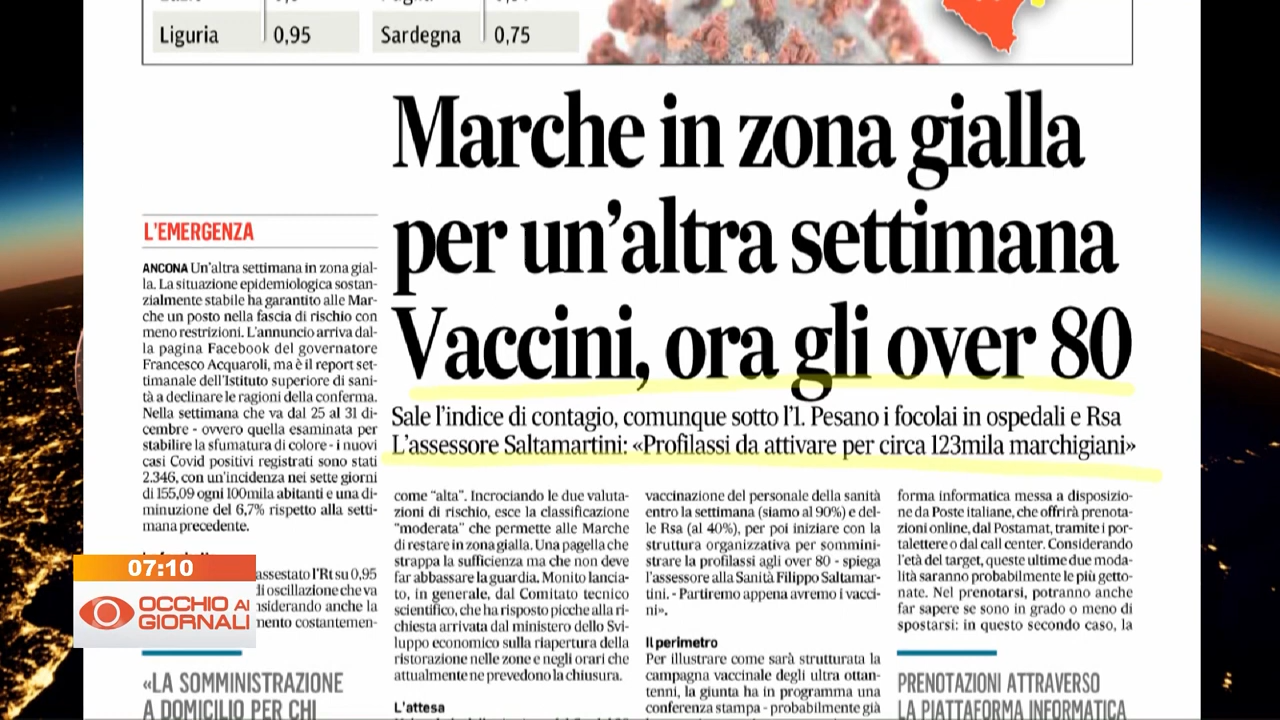 Liguria 0,95 Sardegna 0,75
Marche in zona gialla
per un'altra settimana
Vaccini, ora gli over 80
Sale l'indice di contagio, comunque sotto l'1. Pesano i focolai in ospedali e Rsa
L'assessore Saltamartini: «Profilassi da attivare per circa 123mila marchigiani»
L'EMERGENZA
ANCONA Un'altra settimana in zona gial-
la. La situazione epidemiologica sostan-
zialmente stabile ha garantito alle Mar-
che un posto nella fascia di rischio con
meno restrizioni. L'annuncio arriva dal-
la pagina Facebook del governatore
Francesco Acquaroli, ma è il report set-
timanale dell'Istituto superiore di sani-
tà a declinare le ragioni della conferma.
Nella settimana che va dal 25 al 31 di-
cembre - ovvero quella esaminata per
stabilire la sfumatura di colore - i nuovi
casi Covid positivi registrati sono stati
2.346, con un'incidenza nei sette giorni
di 155,09 ogni 100mila abitanti e una di-
minuzione del 6,7% rispetto alla setti-
mana precedente.
assestato l'Rt su 0,95
di oscillazione che va
nsiderando anche la
mento costantemen-
«LA SOMMINISTRAZIONE
A DOMICILIO PER CHI
come "alta". Incrociando le due valuta-
zioni di rischio, esce la classificazione
"moderata" che permette alle Marche
di restare in zona gialla. Una pagella che
strappa la sufficienza ma che non deve
far abbassare la guardia. Monito lancia-
to, in generale, dal Comitato tecnico
scientifico, che ha risposto picche alla ri-
chiesta arrivata dal ministero dello Svi-
luppo economico sulla riapertura della
ristorazione nelle zone e negli orari che
attualmente ne prevedono la chiusura.
L'attesa
vaccinazione del personale della sanità
entro la settimana (siamo al 90%) e del-
le Rsa (al 40%), per poi iniziare con la
struttura organizzativa per sommini-
strare la profilassi agli over 80 - spiega
l'assessore alla Sanità Filippo Saltamar-
tini. - Partiremo appena avremo i vacci-
ni».
Il perimetro
Per illustrare come sarà strutturata la
campagna vaccinale degli ultra ottan-
tenni, la giunta ha in programma una
conferenza stampa - probabilmente già
forma informatica messa a disposizio-
ne da Poste italiane, che offrirà prenota-
zioni online, dal Postamat, tramite i por-
talettere o dal call center. Considerando
l'età del target, queste ultime due moda-
lità saranno probabilmente le più getto-
nate. Nel prenotarsi, potranno anche
far sapere se sono in grado o meno di
spostarsi: in questo secondo caso, la
PRENOTAZIONI ATTRAVERSO
LA PIATTAFORMA INFORMATICA
07:10
OCCHIO AI
GIORNALI